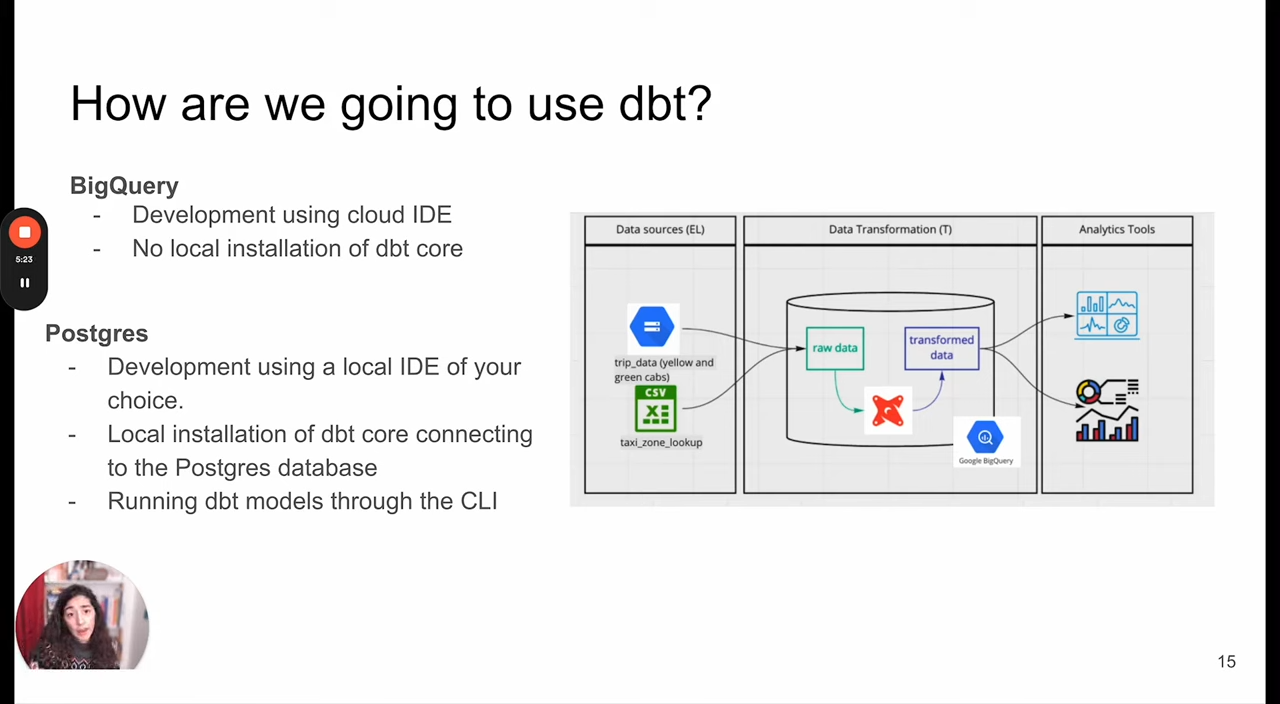 How are we going to use dbt?
BigQuery
- Development using cloud IDE
- No local installation of dbt core
5:23
Postgres
- Development using a local IDE of your
choice.
- Local installation of dbt core connecting
to the Postgres database
- Running dbt models through the CLI
Data sources (EL)
trip_data (yellow and
green cabs)
CSV
taxi_zone_lookup
Data Transformation (T)
raw data
transformed
data
Google BigQuery
Analytics Tools
15